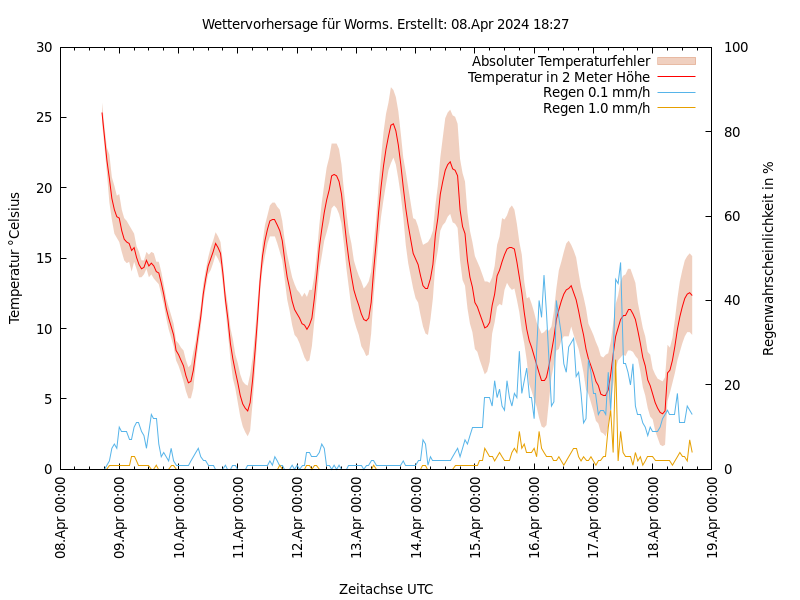 Wettervorhersage für Worms. Erstellt: 08.Apr 2024 18:27
Absoluter Temperaturfehler
Temperatur in 2 Meter Höhe
Regen 0.1 mm/h
Regen 1.0 mm/h
30
25
20
15
10
5
0
100
80
60
40
20
0
Temperatur °Celsius
Regenwahrscheinlichkeit in %
08.Apr 00:00
09.Apr 00:00
10.Apr 00:00
11.Apr 00:00
12.Apr 00:00
13.Apr 00:00
14.Apr 00:00
15.Apr 00:00
16.Apr 00:00
17.Apr 00:00
18.Apr 00:00
19.Apr 00:00
Zeitachse UTC